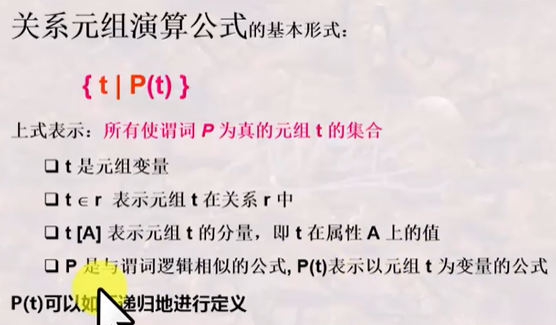 关系元组演算公式的基本形式：
{ t | P(t) }
上式表示：所有使谓词 P 为真的元组 t 的集合
❑ t 是元组变量
❑ t ∈ r 表示元组 t 在关系 r 中
❑ t [A] 表示元组 t 的分量，即 t 在属性 A 上的值
❑ P 是与谓词逻辑相似的公式, P(t)表示以元组 t 为变量的公式
P(t)可以如递归地进行定义